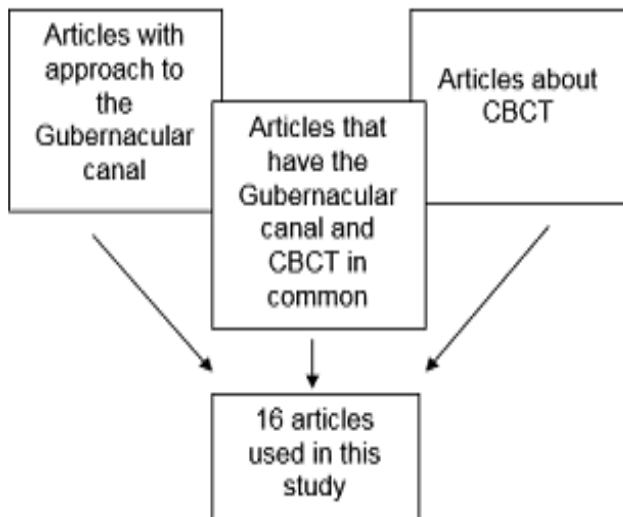 Articles with
approach to
the
Gubernacular
canal
Articles that
have the
Gubernacular
canal and
CBCT in
common
Articles about
CBCT
16 articles
used in this
study